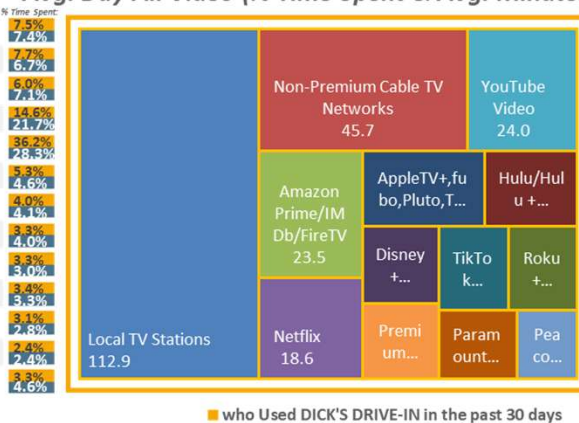 % Time Spent:
7.5%
7.4%
7.7%
6.7%
6.0%
7.1%
14.6%
21.7%
36.2%
28.3%
5.3%
4.6%
4.0%
4.1%
3.3%
4.0%
3.3%
3.0%
3.4%
3.3%
3.1%
2.8%
2.4%
2.4%
3.3%
4.6%
Local TV Stations
112.9
Non-Premium Cable TV
Networks
45.7
YouTube
Video
24.0
Amazon
Prime/IM
Db/FireTV
23.5
AppleTV+,fu
bo,Pluto,T...
Hulu/Hul
u +...
Disney
+...
TikTo
k...
Roku
+...
Netflix
18.6
Premi
um...
Param
ount...
Pea
co...
who Used DICK'S DRIVE-IN in the past 30 days